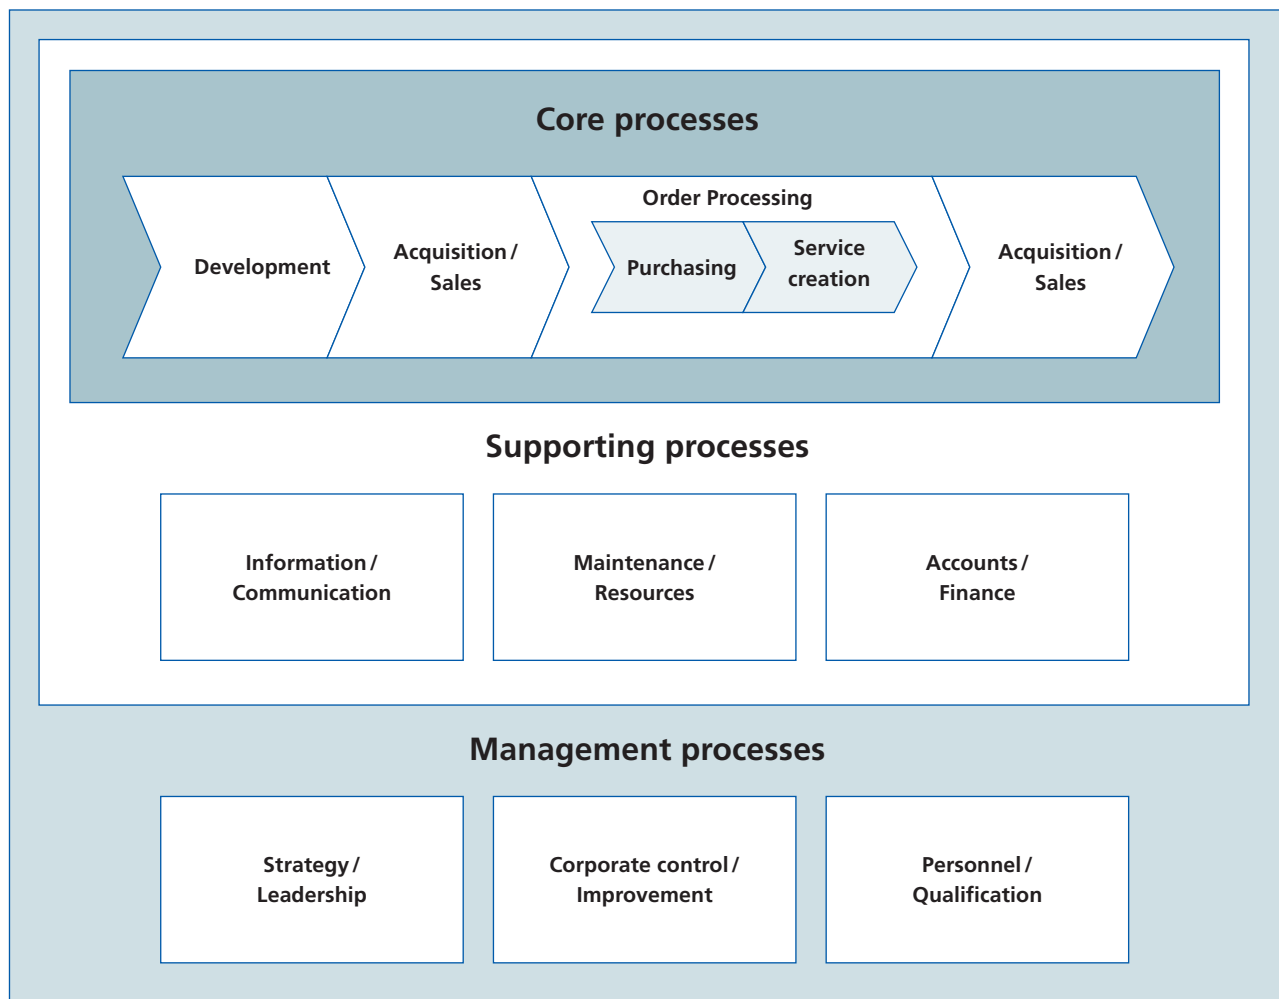 Core processes
Order Processing
Development
Acquisition / Sales
Purchasing
Service
creation
Acquisition /
Sales
Supporting processes
Information /
Communication
Maintenance /
Resources
Accounts /
Finance
Management processes
Strategy /
Leadership
Corporate control /
Improvement
Personnel /
Qualification